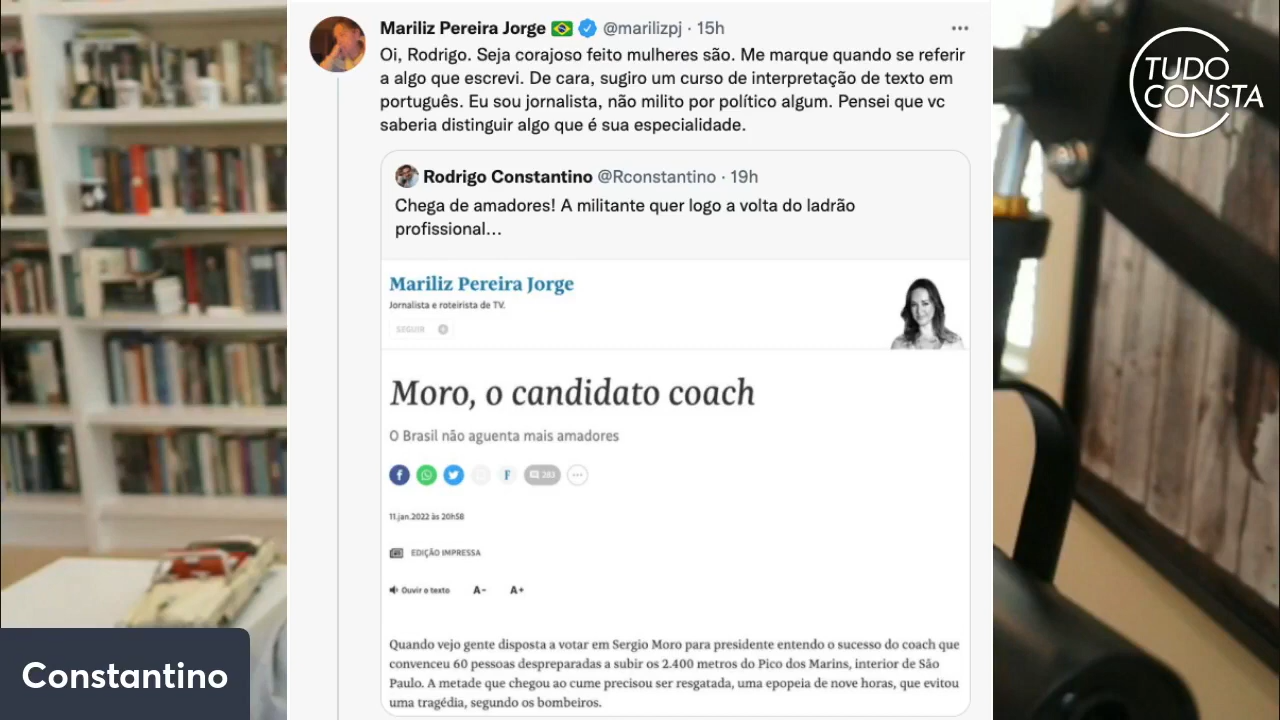 Mariliz Pereira Jorge @marilizpj · 15h
Oi, Rodrigo. Seja corajoso feito mulheres são. Me marque quando se referir
a algo que escrevi. De cara, sugiro um curso de interpretação de texto em
português. Eu sou jornalista, não milito por político algum. Pensei que vc
saberia distinguir algo que é sua especialidade.
TUDO
CONSTA
Rodrigo Constantino @Rconstantino · 19h
Chega de amadores! A militante quer logo a volta do ladrão
profissional...
Mariliz Pereira Jorge
Jornalista e roteirista de TV.
SEGUIR
Moro, o candidato coach
O Brasil não aguenta mais amadores
F 283
11.jan.2022 às 20h58
EDIÇÃO IMPRESSA
Ouvir o texto A- A+
Quando vejo gente disposta a votar em Sergio Moro para presidente entendo o sucesso do coach que
convenceu 60 pessoas despreparadas a subir os 2.400 metros do Pico dos Marins, interior de São
Paulo. A metade que chegou ao cume precisou ser resgatada, uma epopeia de nove horas, que evitou
uma tragédia, segundo os bombeiros.
Constantino